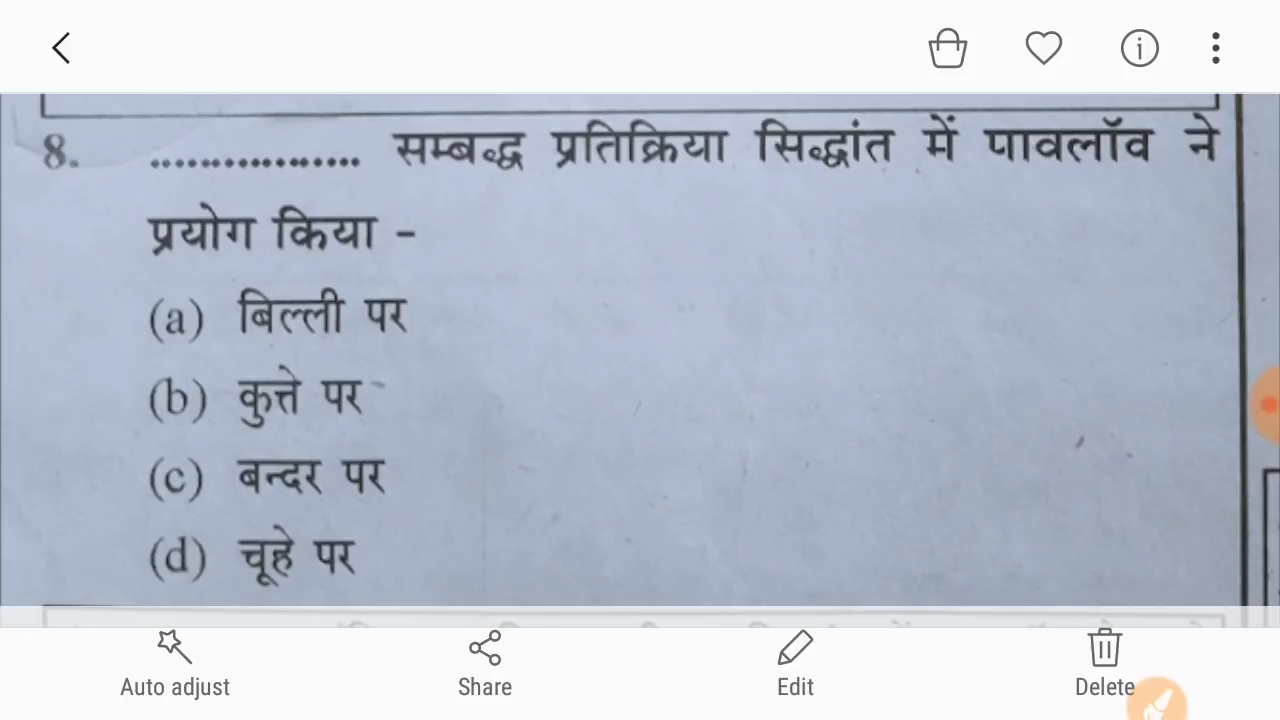 8. ................ सम्बद्ध प्रतिक्रिया सिद्धांत में पावलॉव ने
प्रयोग किया -
(a) बिल्ली पर
(b) कुत्ते पर
(c) बन्दर पर
(d) चूहे पर
Auto adjust Share Edit Delete